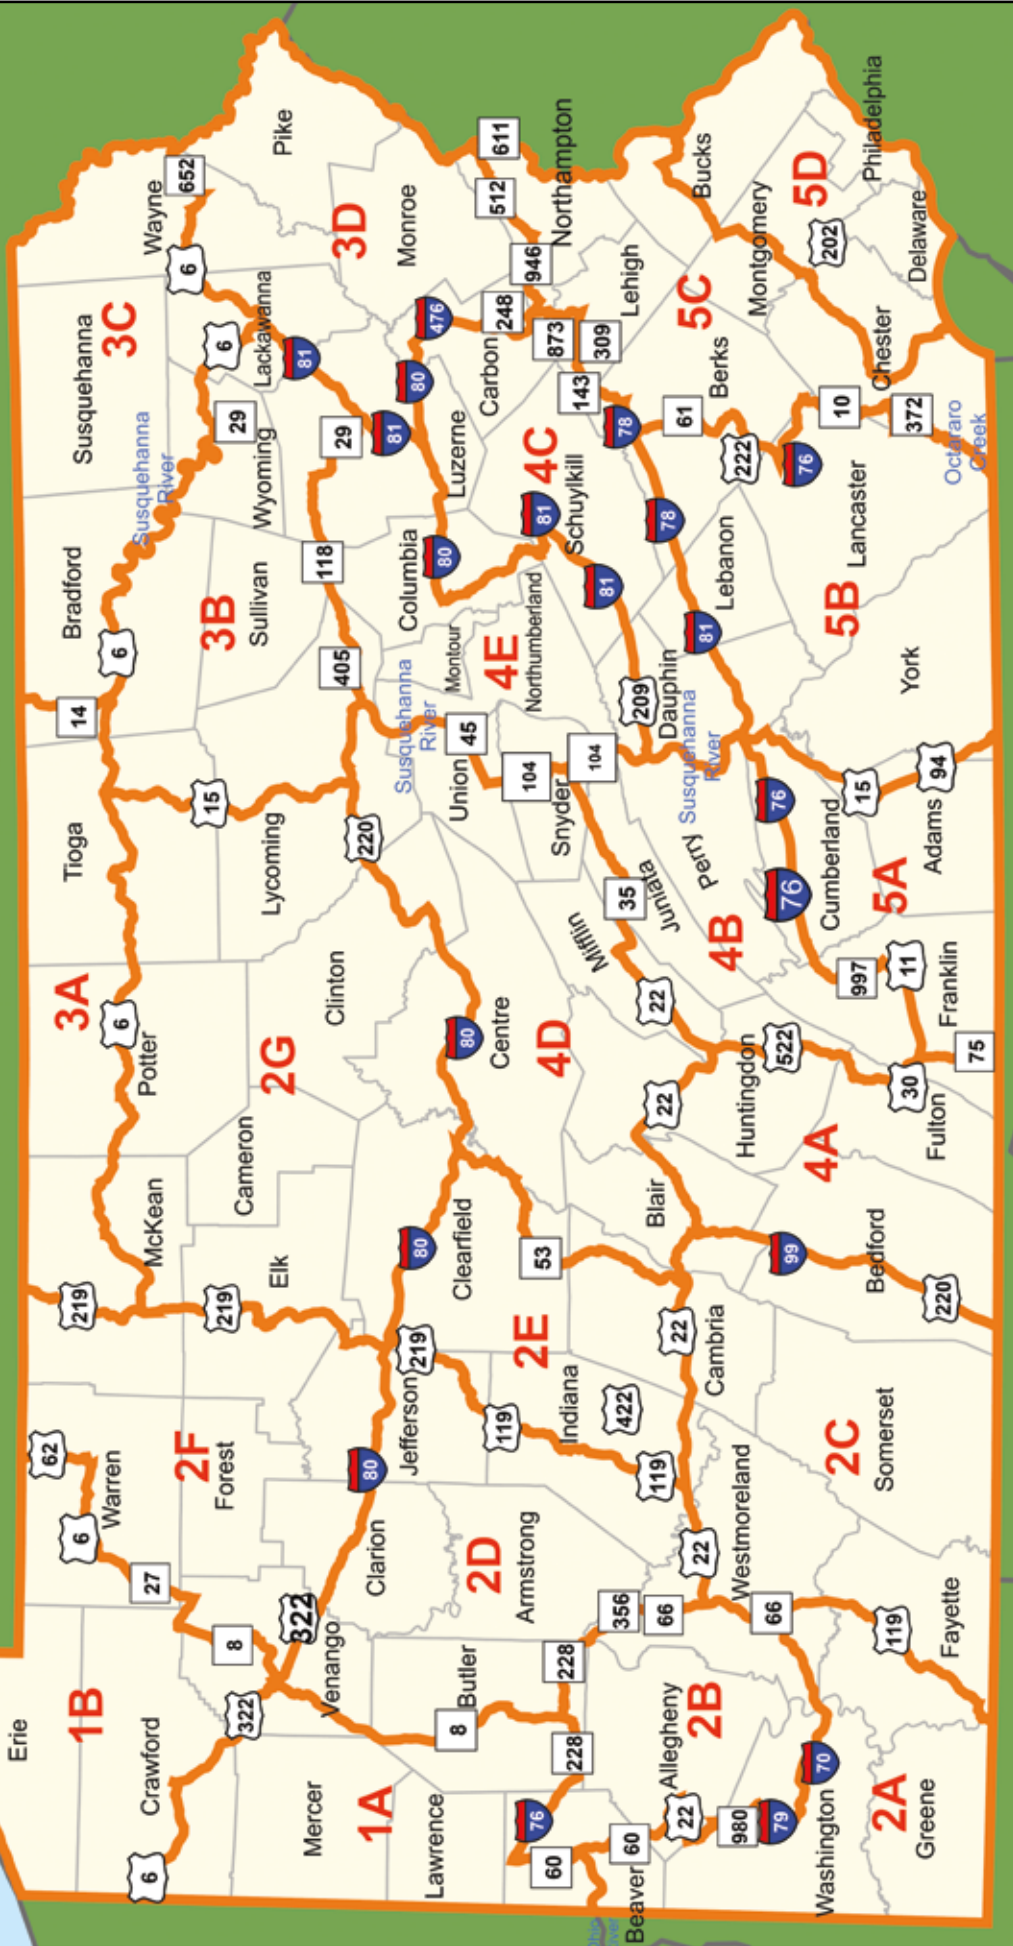 Erie
62
219
Tioga
Bradford
14
Susquehanna
1B
6
Warren
3A
3C
6
Crawford
27
McKean
Potter
6
6
Susquehanna
River
Wayne
652
6
8
322
2F
Forest
219
Cameron
15
3B
Sullivan
29
6
6
Wyoming
Lackawanna
Pike
Mercer
Venango
322
Elk
2G
Clinton
Lycoming
118
29
81
1A
Clarion
80
405
81
3D
Lawrence
Jefferson
219
80
220
Susquehanna
River
Columbia
80
Monroe
8
Butler
2D
Clearfield
80
Centre
Union
45
Montour
80
Luzerne
476
76
Armstrong
119
2E
53
4D
104
Snyder
4E
Northumberland
81
4C
Carbon
248
512
611
60
228
228
Indiana
Mifflin
104
Schuylkill
81
143
873
946
Northampton
Beaver
60
356
422
22
35
Juniata
209
Dauphin
78
309
Lehigh
22
Allegheny
66
119
22
Blair
22
Perry
Susquehanna
River
78
61
2B
22
Cambria
4B
81
Lebanon
5C
Bucks
980
Westmoreland
Huntingdon
76
222
Berks
Montgomery
79
66
99
522
76
76
5D
Washington
70
2C
4A
Cumberland
5B
Lancaster
10
202
2A
Somerset
Bedford
997
15
Chester
Philadelphia
Greene
119
30
11
5A
York
372
Delaware
Fayette
220
Fulton
Franklin
Adams
94
Octararo
Creek
75